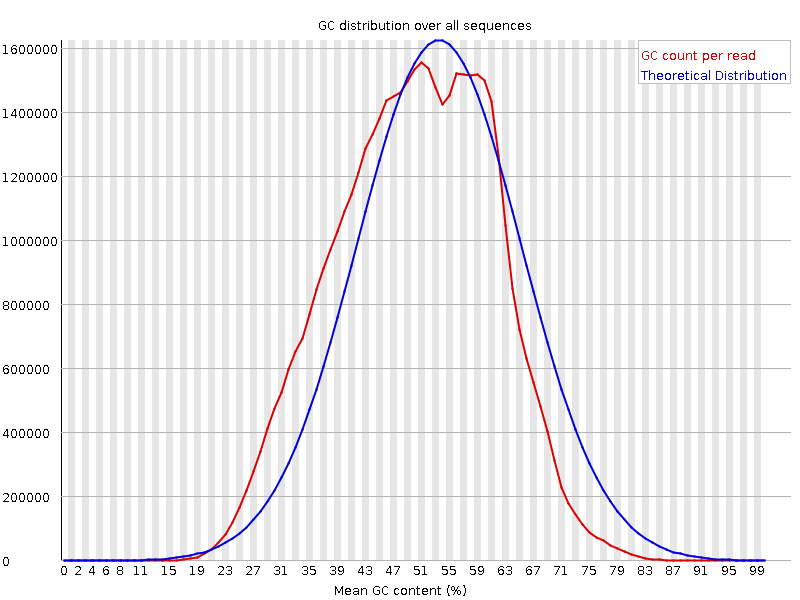 GC distribution over all sequences
GC count per read
Theoretical Distribution
1600000
1400000
1200000
1000000
800000
600000
400000
200000
0
0 2 4 6 8 11 15 19 23 27 31 35 39 43 47 51 55 59 63 67 71 75 79 83 87 91 95 99
Mean GC content (%)